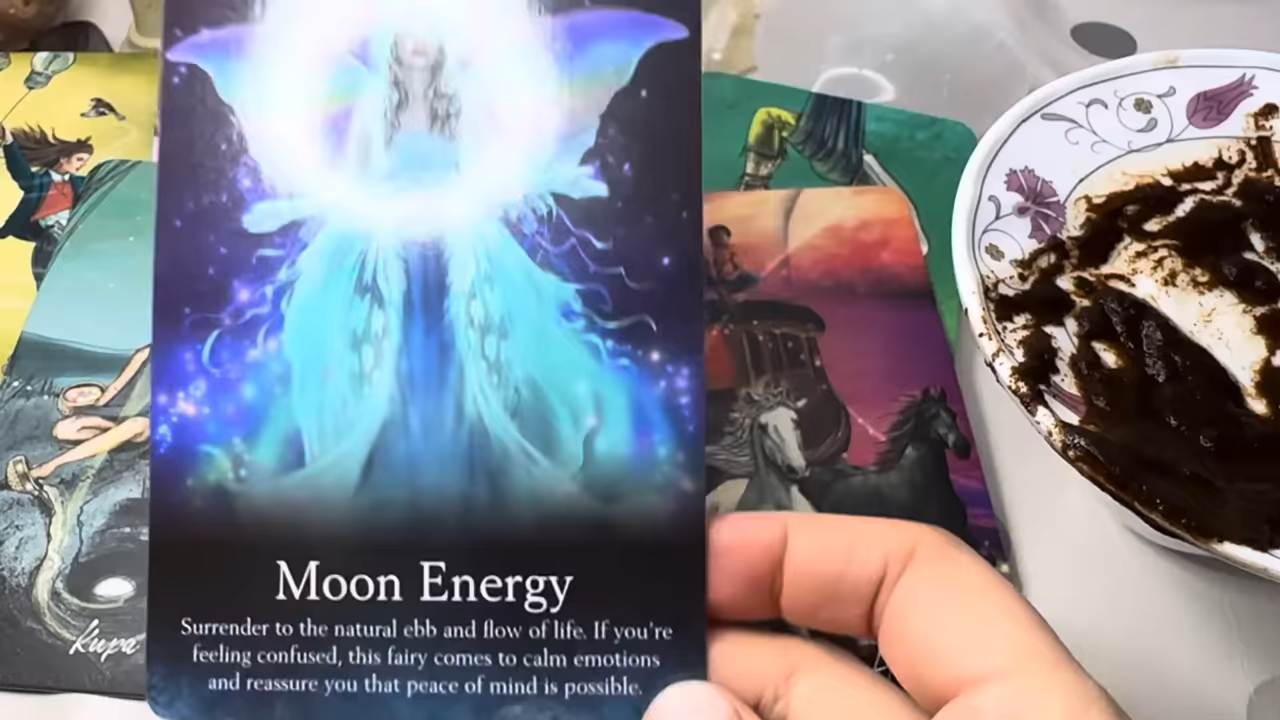 Moon Energy
Surrender to the natural ebb and flow of life. If you're
feeling confused, this fairy comes to calm emotions
and reassure you that peace of mind is possible.
Kupa